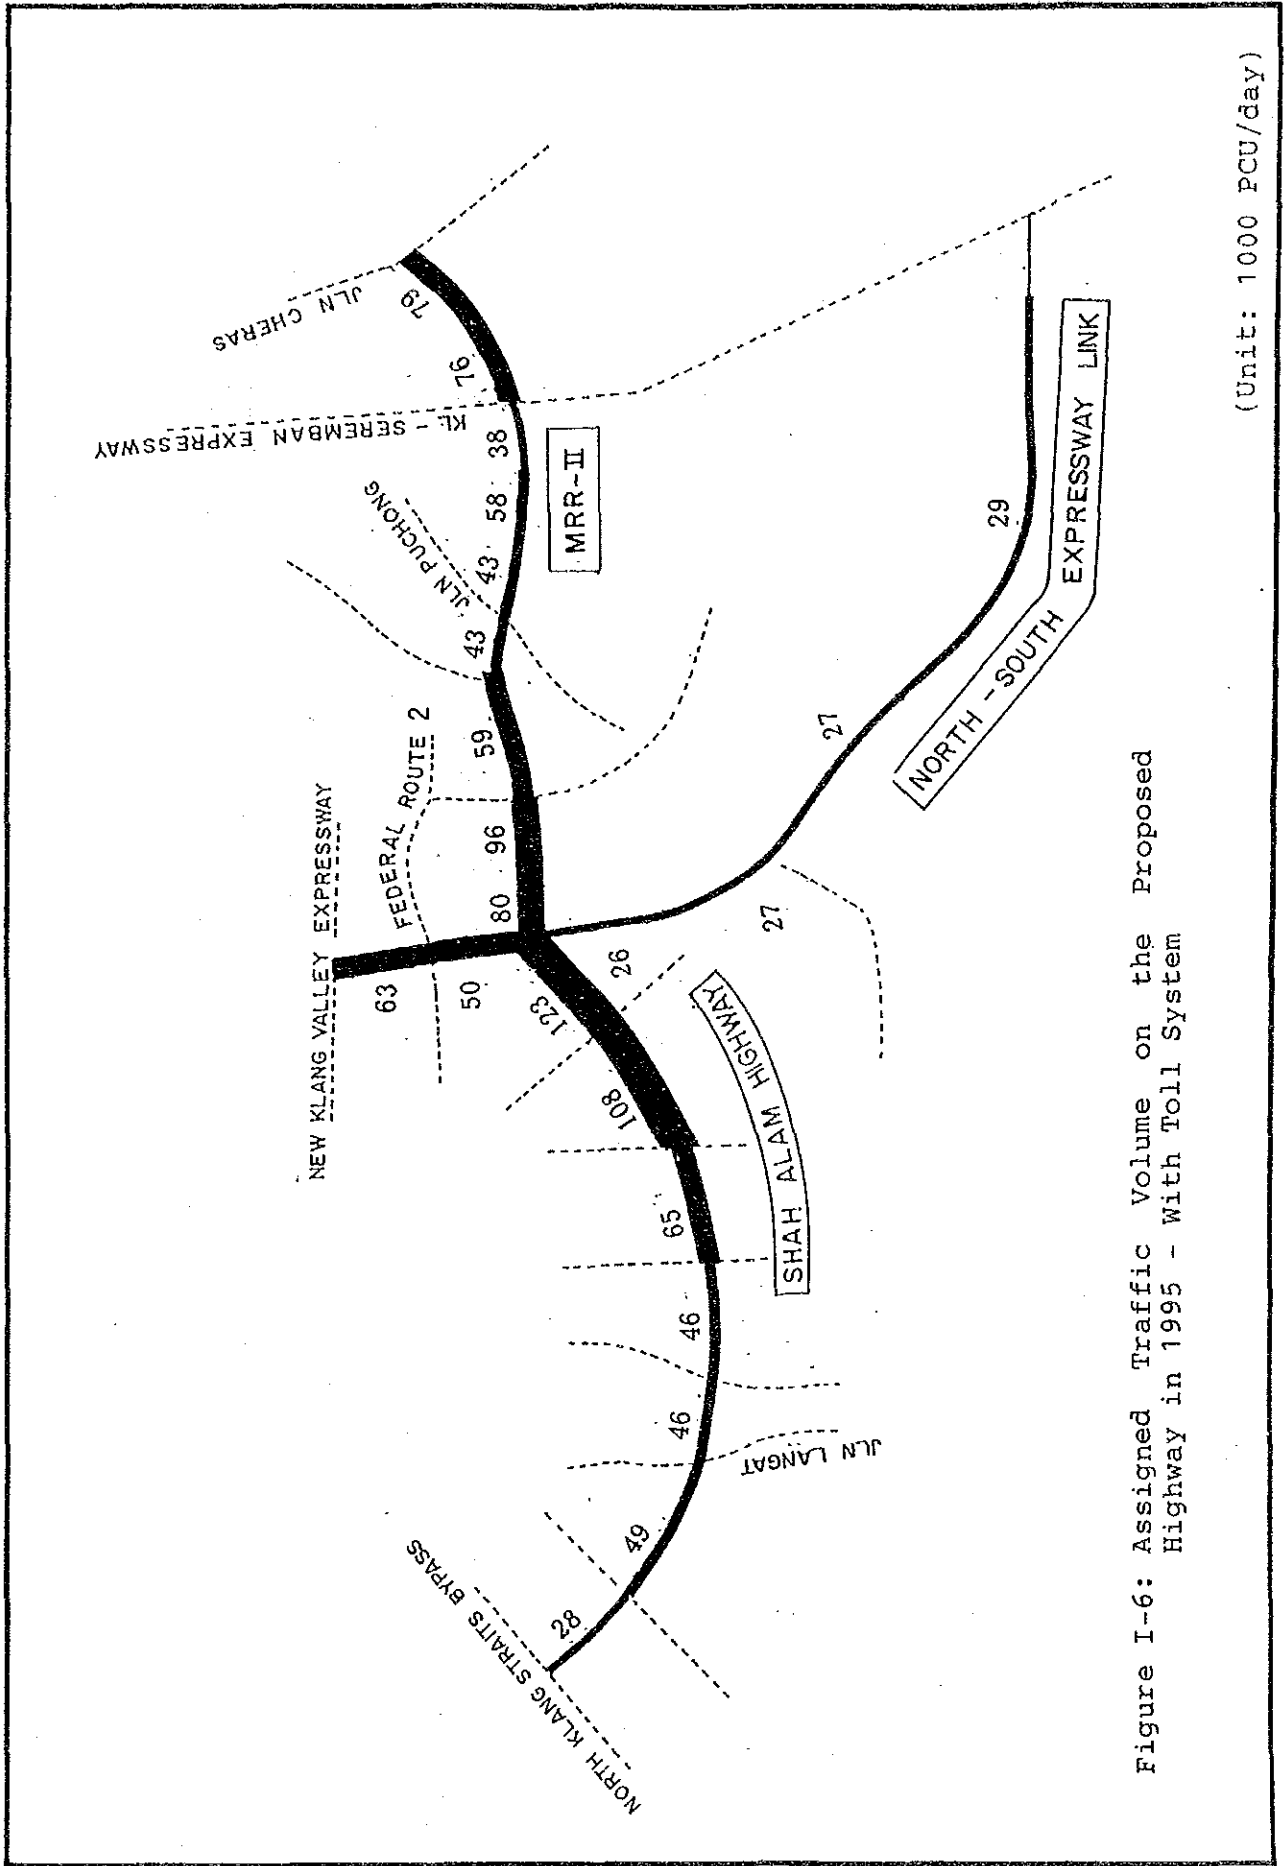 JLN CHERAS
KL - SEREMBAN EXPRESSWAY
JLN PUCHONG
NEW KLANG VALLEY EXPRESSWAY
FEDERAL ROUTE 2
79
76
38
58
43
43
59
96
80
63
50
123
108
65
46
46
49
28
26
27
27
29
MRR-II
NORTH - SOUTH EXPRESSWAY LINK
SHAH ALAM HIGHWAY
JLN LANGAT
NORTH KLANG STRAITS BYPASS
(Unit: 1000 PCU/day)
Figure I-6: Assigned Traffic Volume on the Proposed
Highway in 1995 - With Toll System